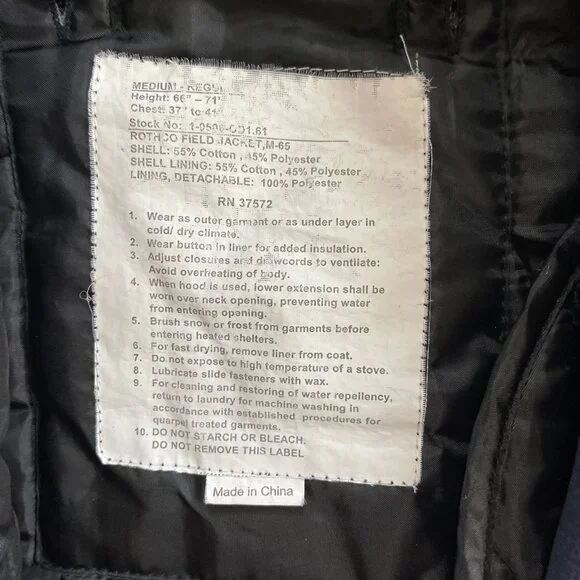 MEDIUM - REGUL
Height: 66" – 71"
Chest: 37" to 41"
Stock No:
ROTHCO FIELD JACKET,M-65
SHELL: 55% Cotton , 45% Polyester
SHELL LINING: 55% Cotton , 45% Polyester
LINING, DETACHABLE: 100% Polyester
RN 37572
1. Wear as outer garment or as under layer in
cold/ dry climate.
2. Wear button in liner for added insulation.
3. Adjust closures and drawcords to ventilate:
Avoid overheating of body.
4. When hood is used, lower extension shall be
worn over neck opening, preventing water
from entering opening.
5. Brush snow or frost from garments before
entering heated shelters.
6. For fast drying, remove liner from coat.
7. Do not expose to high temperature of a stove.
8. Lubricate slide fasteners with wax.
9. For cleaning and restoring of water repellency,
return to laundry for machine washing in
accordance with established procedures for
quarpel treated garments.
10. DO NOT STARCH OR BLEACH.
DO NOT REMOVE THIS LABEL
Made in China